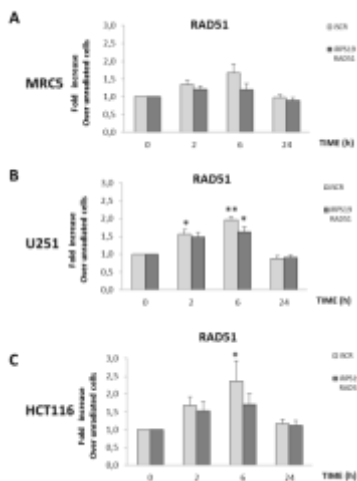 A
RAD51
MRC5
Fold increase
Over unradiated cells
3,0
2,5
2,0
1,5
1,0
0,5
0,0
0 2 6 24 TIME (h)
RAD51
B
RAD51
U251
Fold increase
Over unradiated cells
3,0
2,5
2,0
1,5
1,0
0,5
0,0
* ** *
0 2 6 24 TIME (h)
RAD51
C
RAD51
HCT116
Fold increase
Over unradiated cells
3,0
2,5
2,0
1,5
1,0
0,5
0,0
*
0 2 6 24 TIME (h)